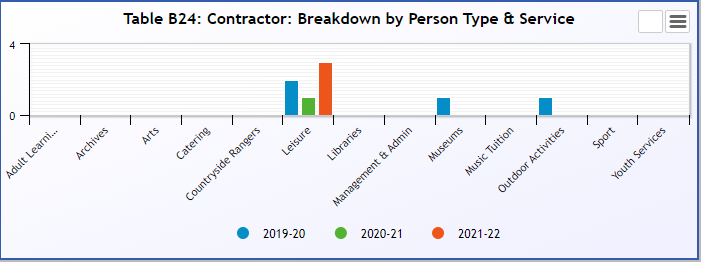 Table B24: Contractor: Breakdown by Person Type & Service
4
0
Adult Learni...
Archives
Arts
Catering
Countryside Rangers
Leisure
Libraries
Management & Admin
Museums
Music Tuition
Outdoor Activities
Sport
Youth Services
2019-20 2020-21 2021-22